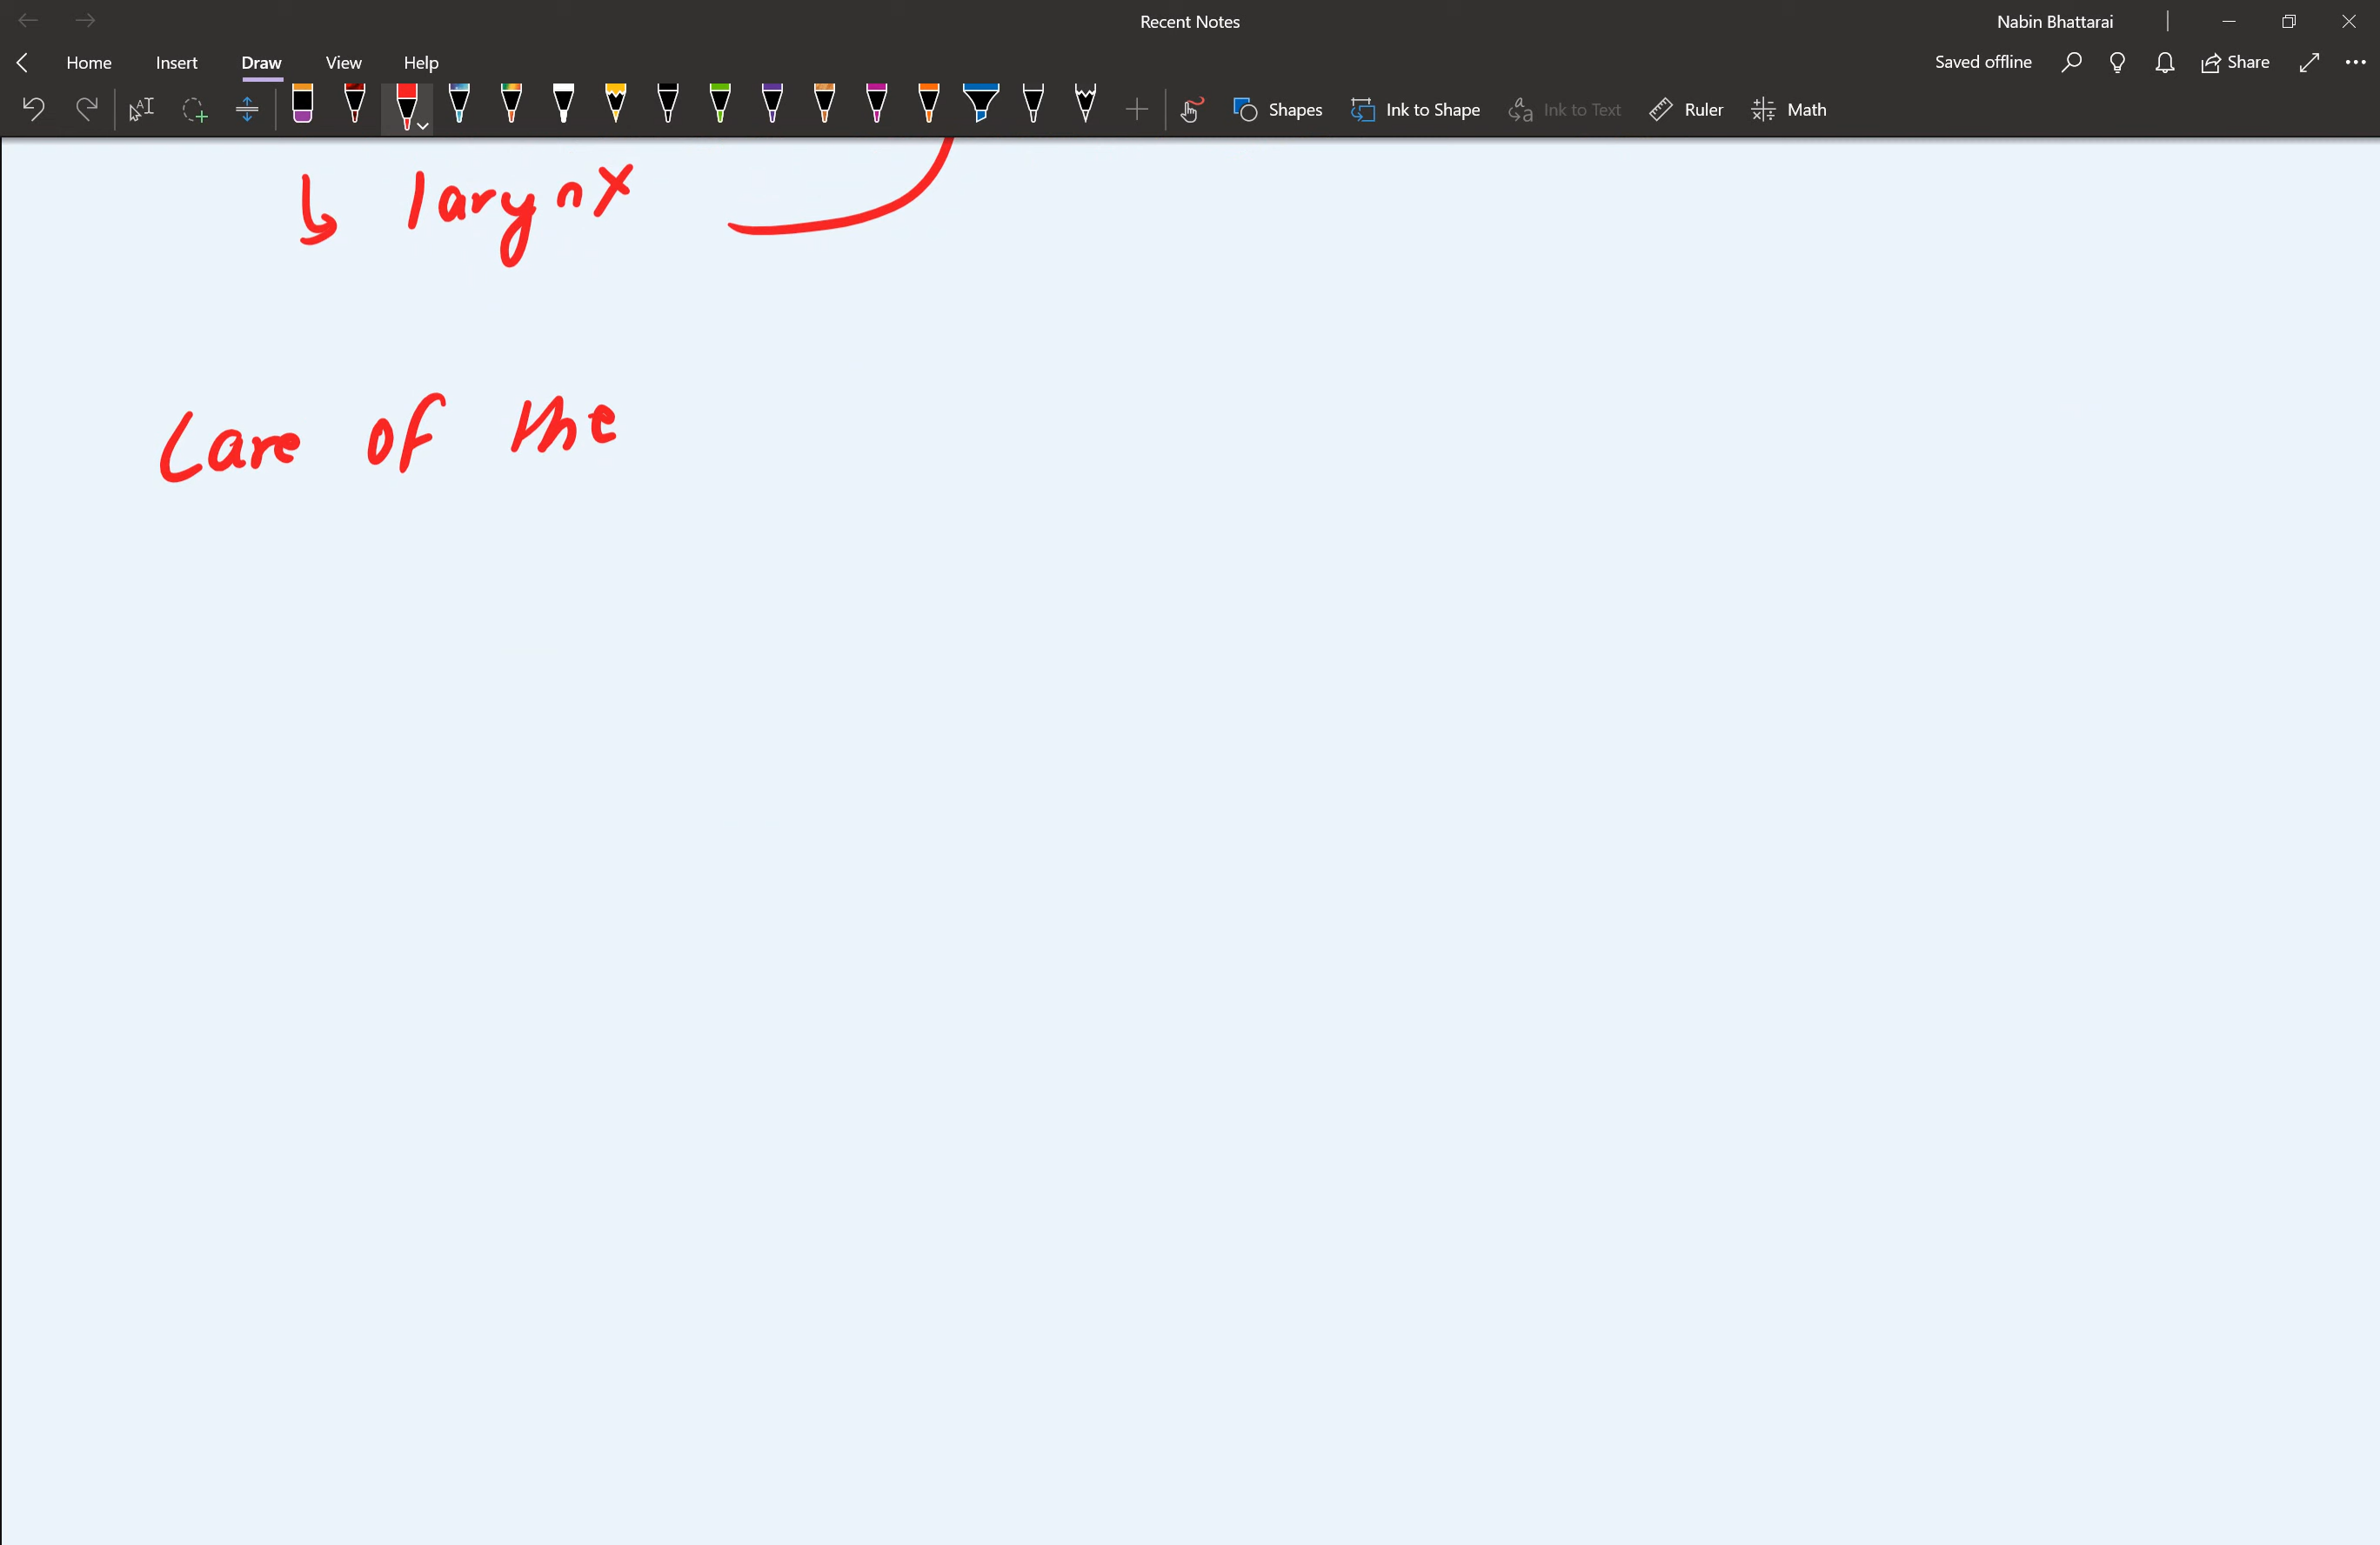 Recent Notes
Nabin Bhattarai
Home Insert Draw View Help
Saved offline
Share
Shapes Ink to Shape Ink to Text Ruler Math
larynx
Care of the